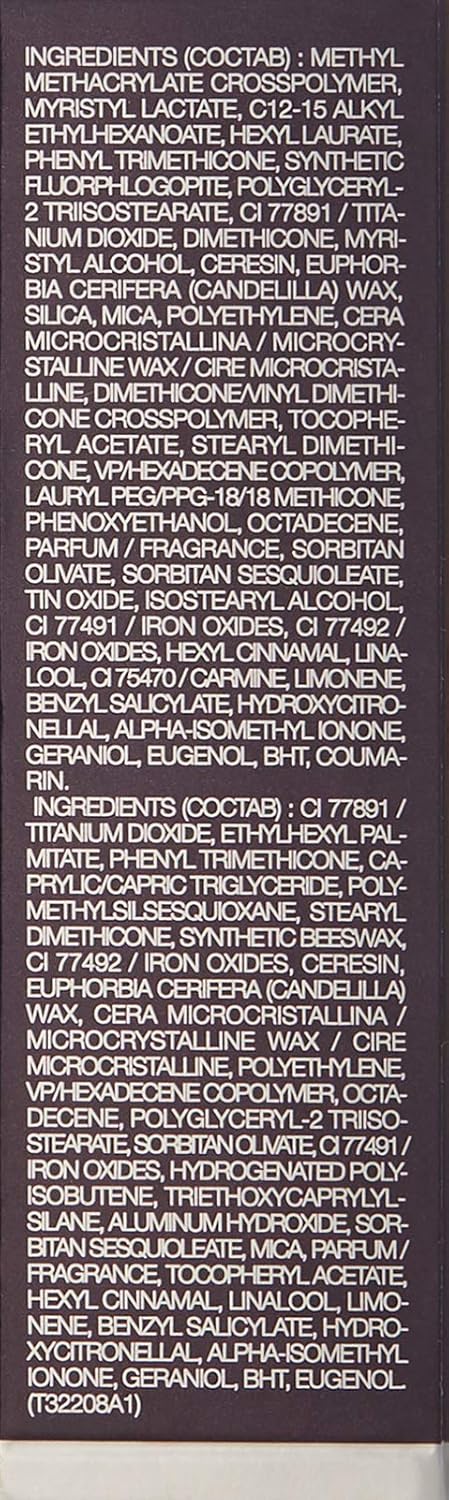 INGREDIENTS (COCTAB) : METHYL
METHACRYLATE CROSSPOLYMER,
MYRISTYL LACTATE, C12-15 ALKYL
ETHYLHEXANOATE, HEXYL LAURATE,
PHENYL TRIMETHICONE, SYNTHETIC
FLUORPHLOGOPITE, POLYGLYCERYL-
2 TRIISOSTEARATE, CI 77891 / TITA-
NIUM DIOXIDE, DIMETHICONE, MYRI-
STYL ALCOHOL, CERESIN, EUPHOR-
BIA CERIFERA (CANDELILLA) WAX,
SILICA, MICA, POLYETHYLENE, CERA
MICROCRISTALLINA / MICROCRY-
STALLINE WAX / CIRE MICROCRISTA-
LLINE, DIMETHICONE/VINYL DIMETHI-
CONE CROSSPOLYMER, TOCOPHE-
RYL ACETATE, STEARYL DIMETHI-
CONE, VP/HEXADECENE COPOLYMER,
LAURYL PEG/PPG-18/18 METHICONE,
PHENOXYETHANOL, OCTADECENE,
PARFUM / FRAGRANCE, SORBITAN
OLIVATE, SORBITAN SESQUIOLEATE,
TIN OXIDE, ISOSTEARYL ALCOHOL,
CI 77491 / IRON OXIDES, CI 77492 /
IRON OXIDES, HEXYL CINNAMAL, LINA-
LOOL, CI 75470 / CARMINE, LIMONENE,
BENZYL SALICYLATE, HYDROXYCITRO-
NELLAL, ALPHA-ISOMETHYL IONONE,
GERANIOL, EUGENOL, BHT, COUMA-
RIN.
INGREDIENTS (COCTAB) : CI 77891 /
TITANIUM DIOXIDE, ETHYLHEXYL PAL-
MITATE, PHENYL TRIMETHICONE, CA-
PRYLIC/CAPRIC TRIGLYCERIDE, POLY-
METHYLSILSESQUIOXANE, STEARYL
DIMETHICONE, SYNTHETIC BEESWAX,
CI 77492 / IRON OXIDES, CERESIN,
EUPHORBIA CERIFERA (CANDELILLA)
WAX, CERA MICROCRISTALLINA /
MICROCRYSTALLINE WAX / CIRE
MICROCRISTALLINE, POLYETHYLENE,
VP/HEXADECENE COPOLYMER, OCTA-
DECENE, POLYGLYCERYL-2 TRIISO-
STEARATE, SORBITAN OLIVATE, CI 77491 /
IRON OXIDES, HYDROGENATED POLY-
ISOBUTENE, TRIETHOXYCAPRYLYL-
SILANE, ALUMINUM HYDROXIDE, SOR-
BITAN SESQUIOLEATE, MICA, PARFUM /
FRAGRANCE, TOCOPHERYL ACETATE,
HEXYL CINNAMAL, LINALOOL, LIMO-
NENE, BENZYL SALICYLATE, HYDRO-
XYCITRONELLAL, ALPHA-ISOMETHYL
IONONE, GERANIOL, BHT, EUGENOL.
(T32208A1)